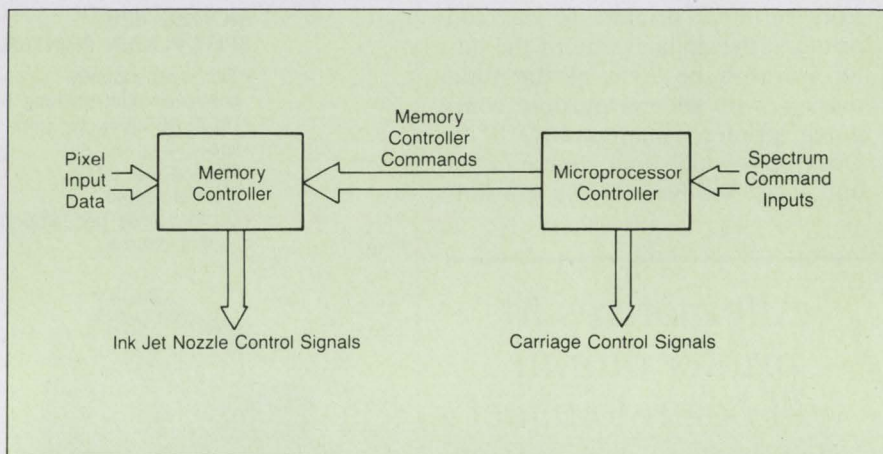 Memory
Controller
Commands
Pixel
Input
Data
Memory
Controller
Microprocessor
Controller
Spectrum
Command
Inputs
Ink Jet Nozzle Control Signals
Carriage Control Signals